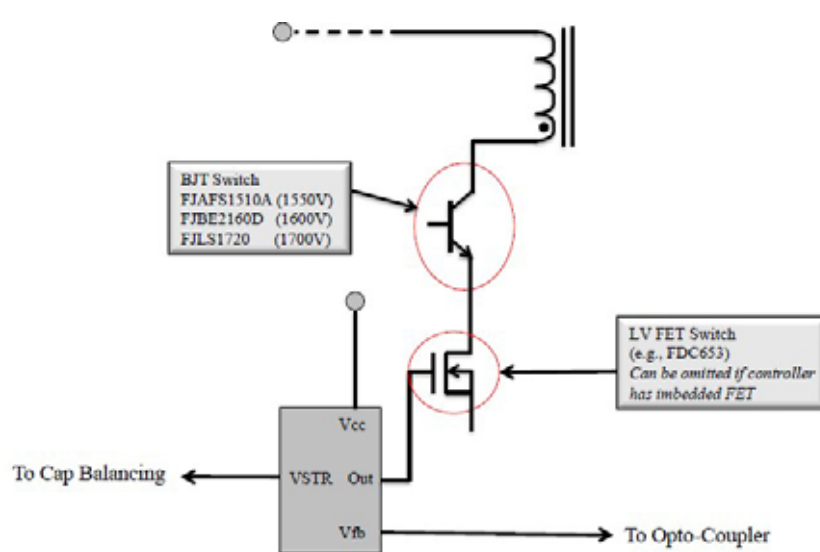 BJT Switch
FJAFS1510A (1550V)
FJBE2160D (1600V)
FJLS1720 (1700V)
LV FET Switch
(e.g., FDC653)
Can be omitted if controller
has imbedded FET
Vcc
To Cap Balancing
VSTR
Out
Vfb
To Opto-Coupler